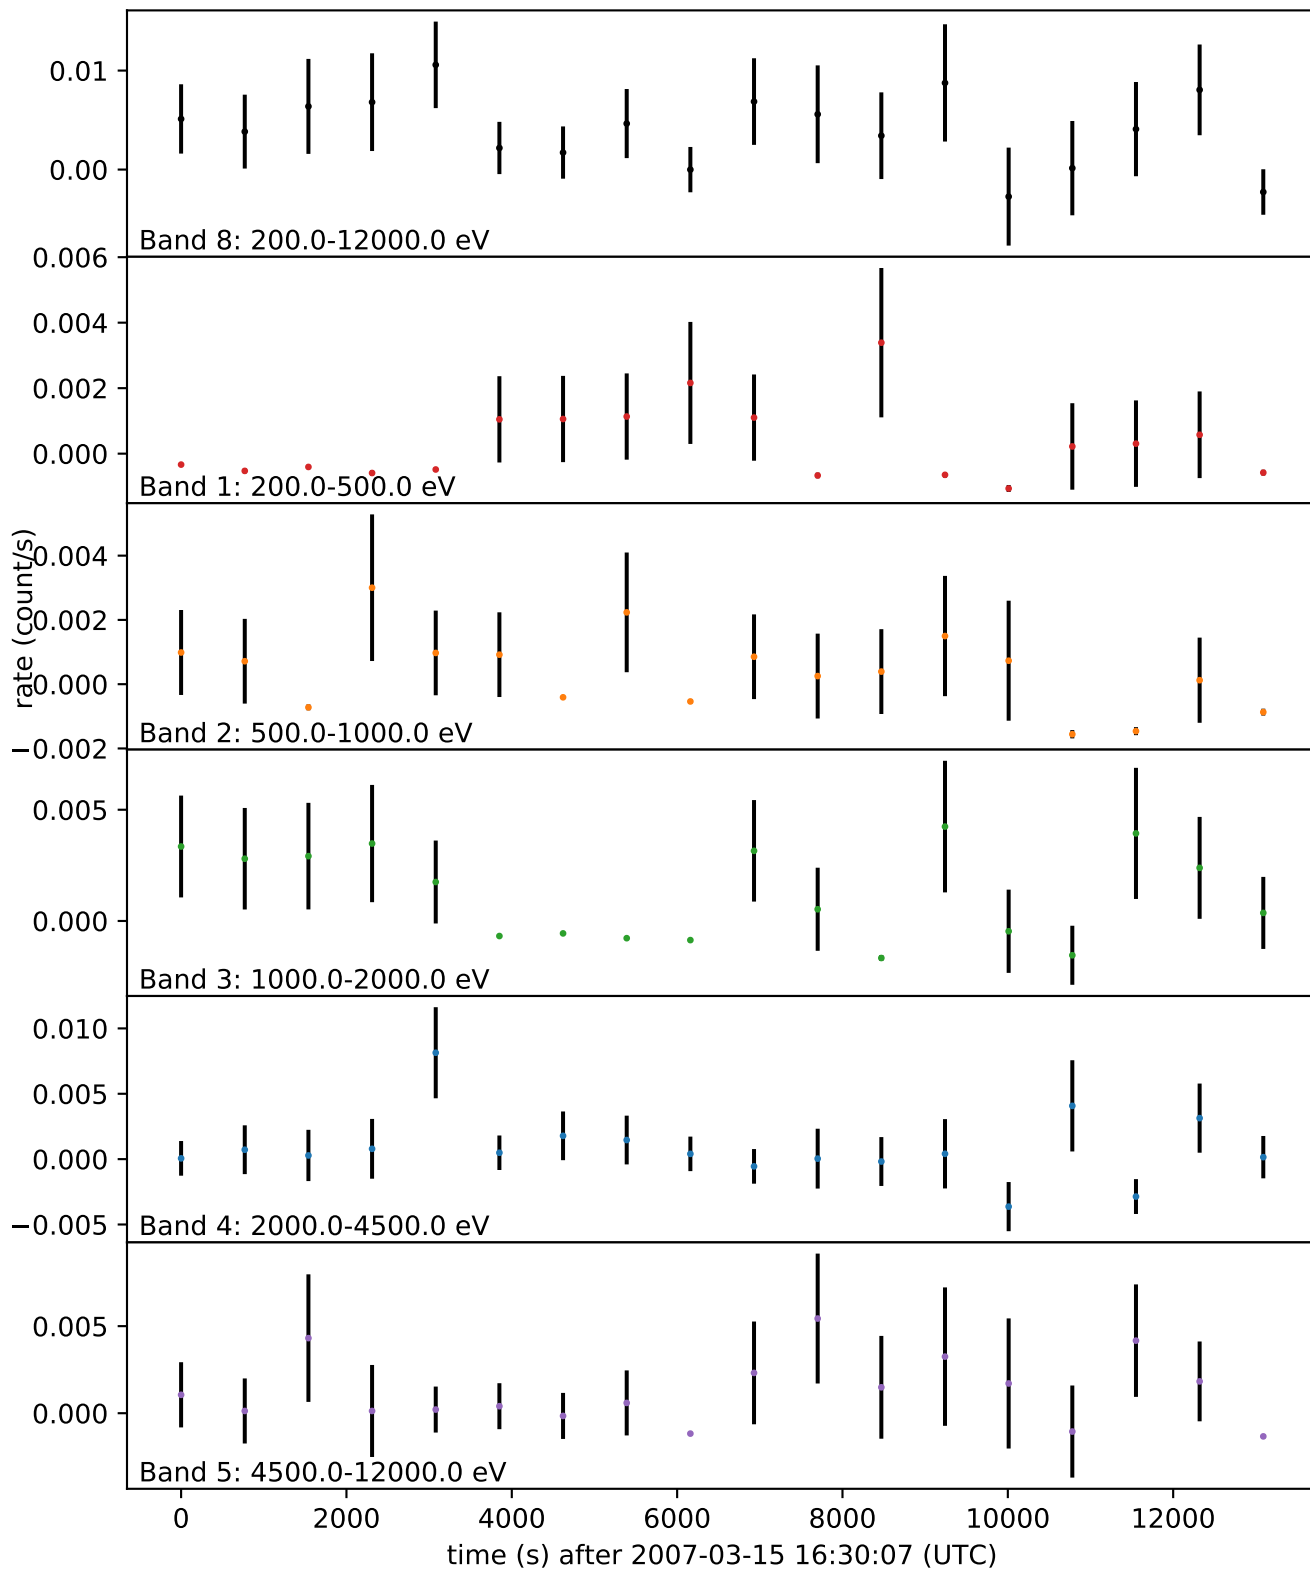 0.01
0.00
Band 8: 200.0-12000.0 eV
0.006
0.004
0.002
0.000
Band 1: 200.0-500.0 eV
rate (count/s)
0.004
0.002
0.000
−0.002
Band 2: 500.0-1000.0 eV
0.005
0.000
Band 3: 1000.0-2000.0 eV
0.010
0.005
0.000
−0.005
Band 4: 2000.0-4500.0 eV
0.005
0.000
Band 5: 4500.0-12000.0 eV
0 2000 4000 6000 8000 10000 12000
time (s) after 2007-03-15 16:30:07 (UTC)